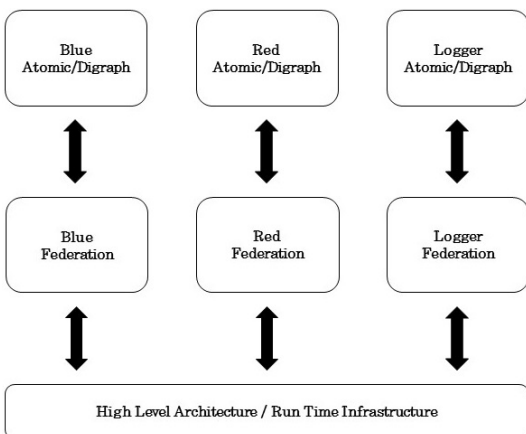 Blue
Atomic/Digraph
Red
Atomic/Digraph
Logger
Atomic/Digraph
Blue
Federation
Red
Federation
Logger
Federation
High Level Architecture / Run Time Infrastructure